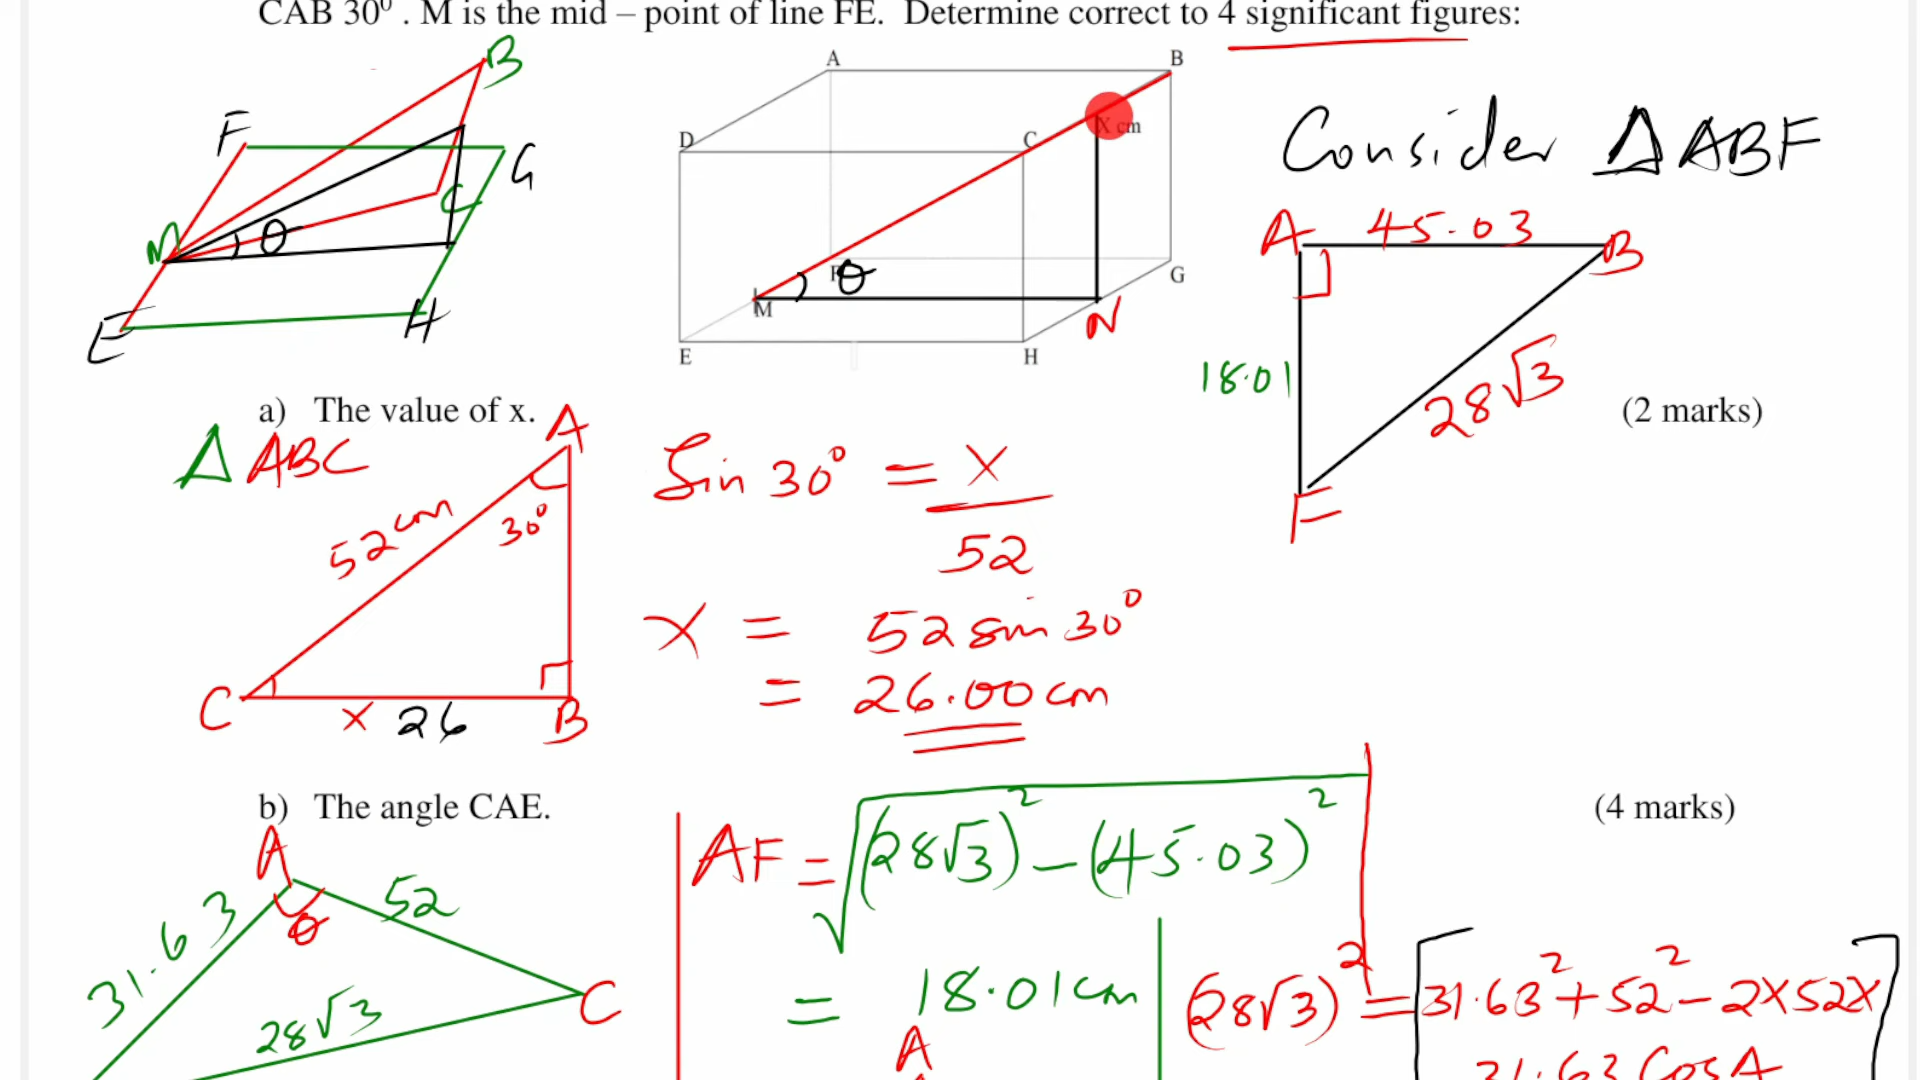 CAB 30⁰ . M is the mid – point of line FE. Determine correct to 4 significant figures:
B
F
G
C
M
θ
E
H
A
B
D
C
X cm
F
θ
M
G
N
E
H
Consider ΔABF
A 45.03 B
18.01
28√3
F
a) The value of x.
(2 marks)
Δ ABC
A
52 cm
30⁰
C
x 26
B
Sin 30⁰ = x
52
x = 52 sin 30⁰
= 26.00 cm
b) The angle CAE.
(4 marks)
A
θ
52
31.63
28√3
C
AF = √(28√3)² – (45.03)²
= 18.01cm
A
(28√3)² = [31.63² + 52² – 2×52×
31.63 Cos A